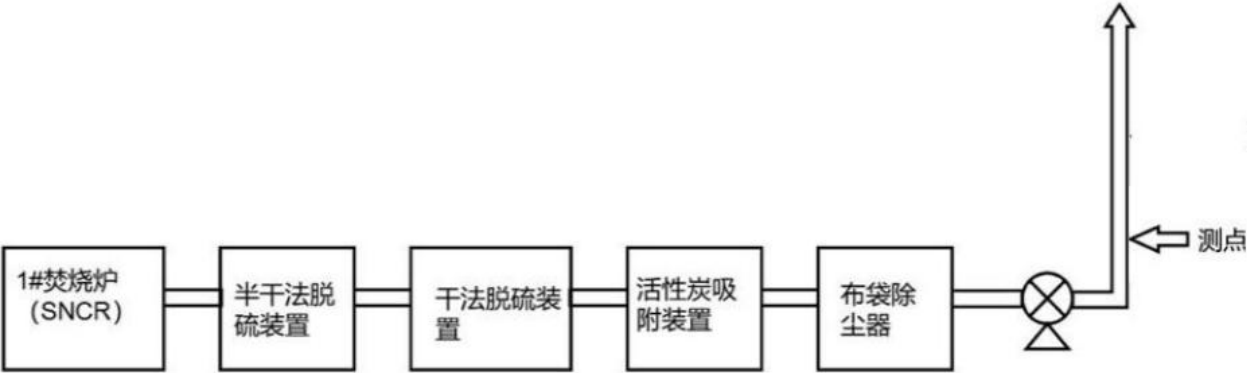 1#焚烧炉
（SNCR）
半干法脱
硫装置
干法脱硫装
置
活性炭吸
附装置
布袋除
尘器
测点